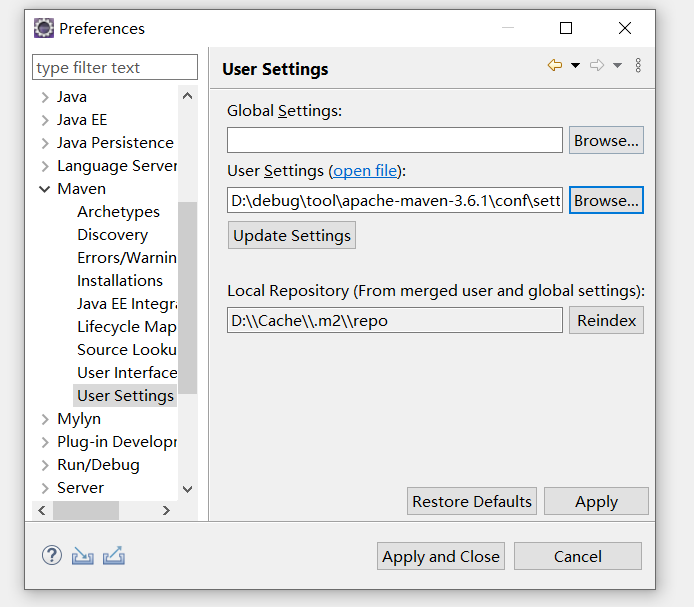 Preferences
type filter text
Java
Java EE
Java Persistence
Language Server
Maven
Archetypes
Discovery
Errors/Warnin
Installations
Java EE Integra
Lifecycle Map
Source Looku
User Interface
User Settings
Mylyn
Plug-in Developr
Run/Debug
Server
User Settings
Global Settings:
Browse...
User Settings (open file):
D:\debug\tool\apache-maven-3.6.1\conf\sett
Browse...
Update Settings
Local Repository (From merged user and global settings):
D:\\Cache\\.m2\\repo
Reindex
Restore Defaults
Apply
?
Apply and Close
Cancel